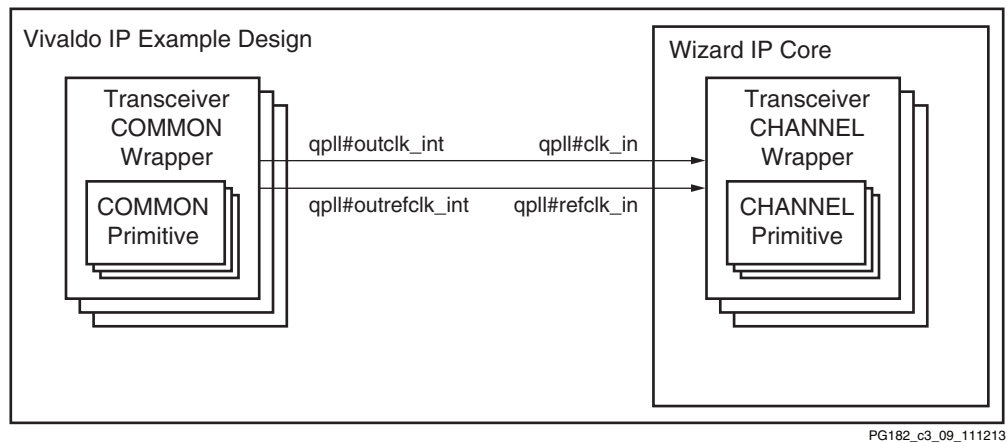 Vivaldo IP Example Design
Wizard IP Core
Transceiver
COMMON
Wrapper
COMMON
Primitive
qpll#outclk_int
qpll#clk_in
qpll#outrefclk_int
qpll#refclk_in
Transceiver
CHANNEL
Wrapper
CHANNEL
Primitive
PG182_c3_09_111213